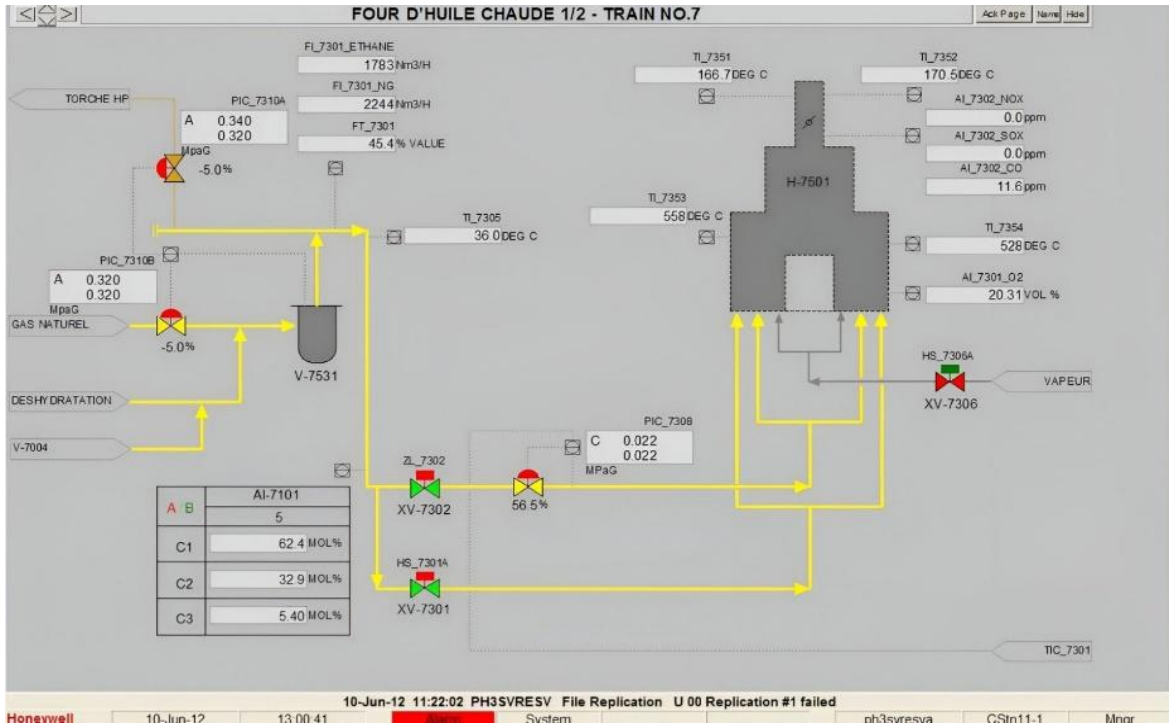 FOUR D'HUILE CHAUDE 1/2 - TRAIN NO.7
Ack Page
Name
Hide
FI_7301_ETHANE
1783 Nm3/H
FI_7301_NG
2244 Nm3/H
FT_7301
45.4 % VALUE
TORCHE HP
PIC_7310A
A 0.340
0.320
MpaG
-5.0%
TI_7305
36.0 DEG C
PIC_7310B
A 0.320
0.320
MpaG
-5.0%
GAS NATUREL
V-7531
DESHYDRATATION
V-7004
TI_7351
166.7 DEG C
TI_7352
170.5 DEG C
AI_7302_NOX
0.0 ppm
AI_7302_SOX
0.0 ppm
AI_7302_CO
11.6 ppm
H-7501
TI_7353
558 DEG C
TI_7354
528 DEG C
AI_7301_O2
20.31 VOL %
HS_7306A
VAPEUR
XV-7306
PIC_7308
C 0.022
0.022
MPaG
ZL_7302
XV-7302
56.5%
HS_7301A
XV-7301
A/B
AI-7101
5
C1 62.4 MOL%
C2 32.9 MOL%
C3 5.40 MOL%
TIC_7301
10-Jun-12 11:22:02 PH3SVRESV File Replication U 00 Replication #1 failed
Honeywell
10-Jun-12
13:00:41
Alarm
System
ph3svresva
CStn11-1
Mngr